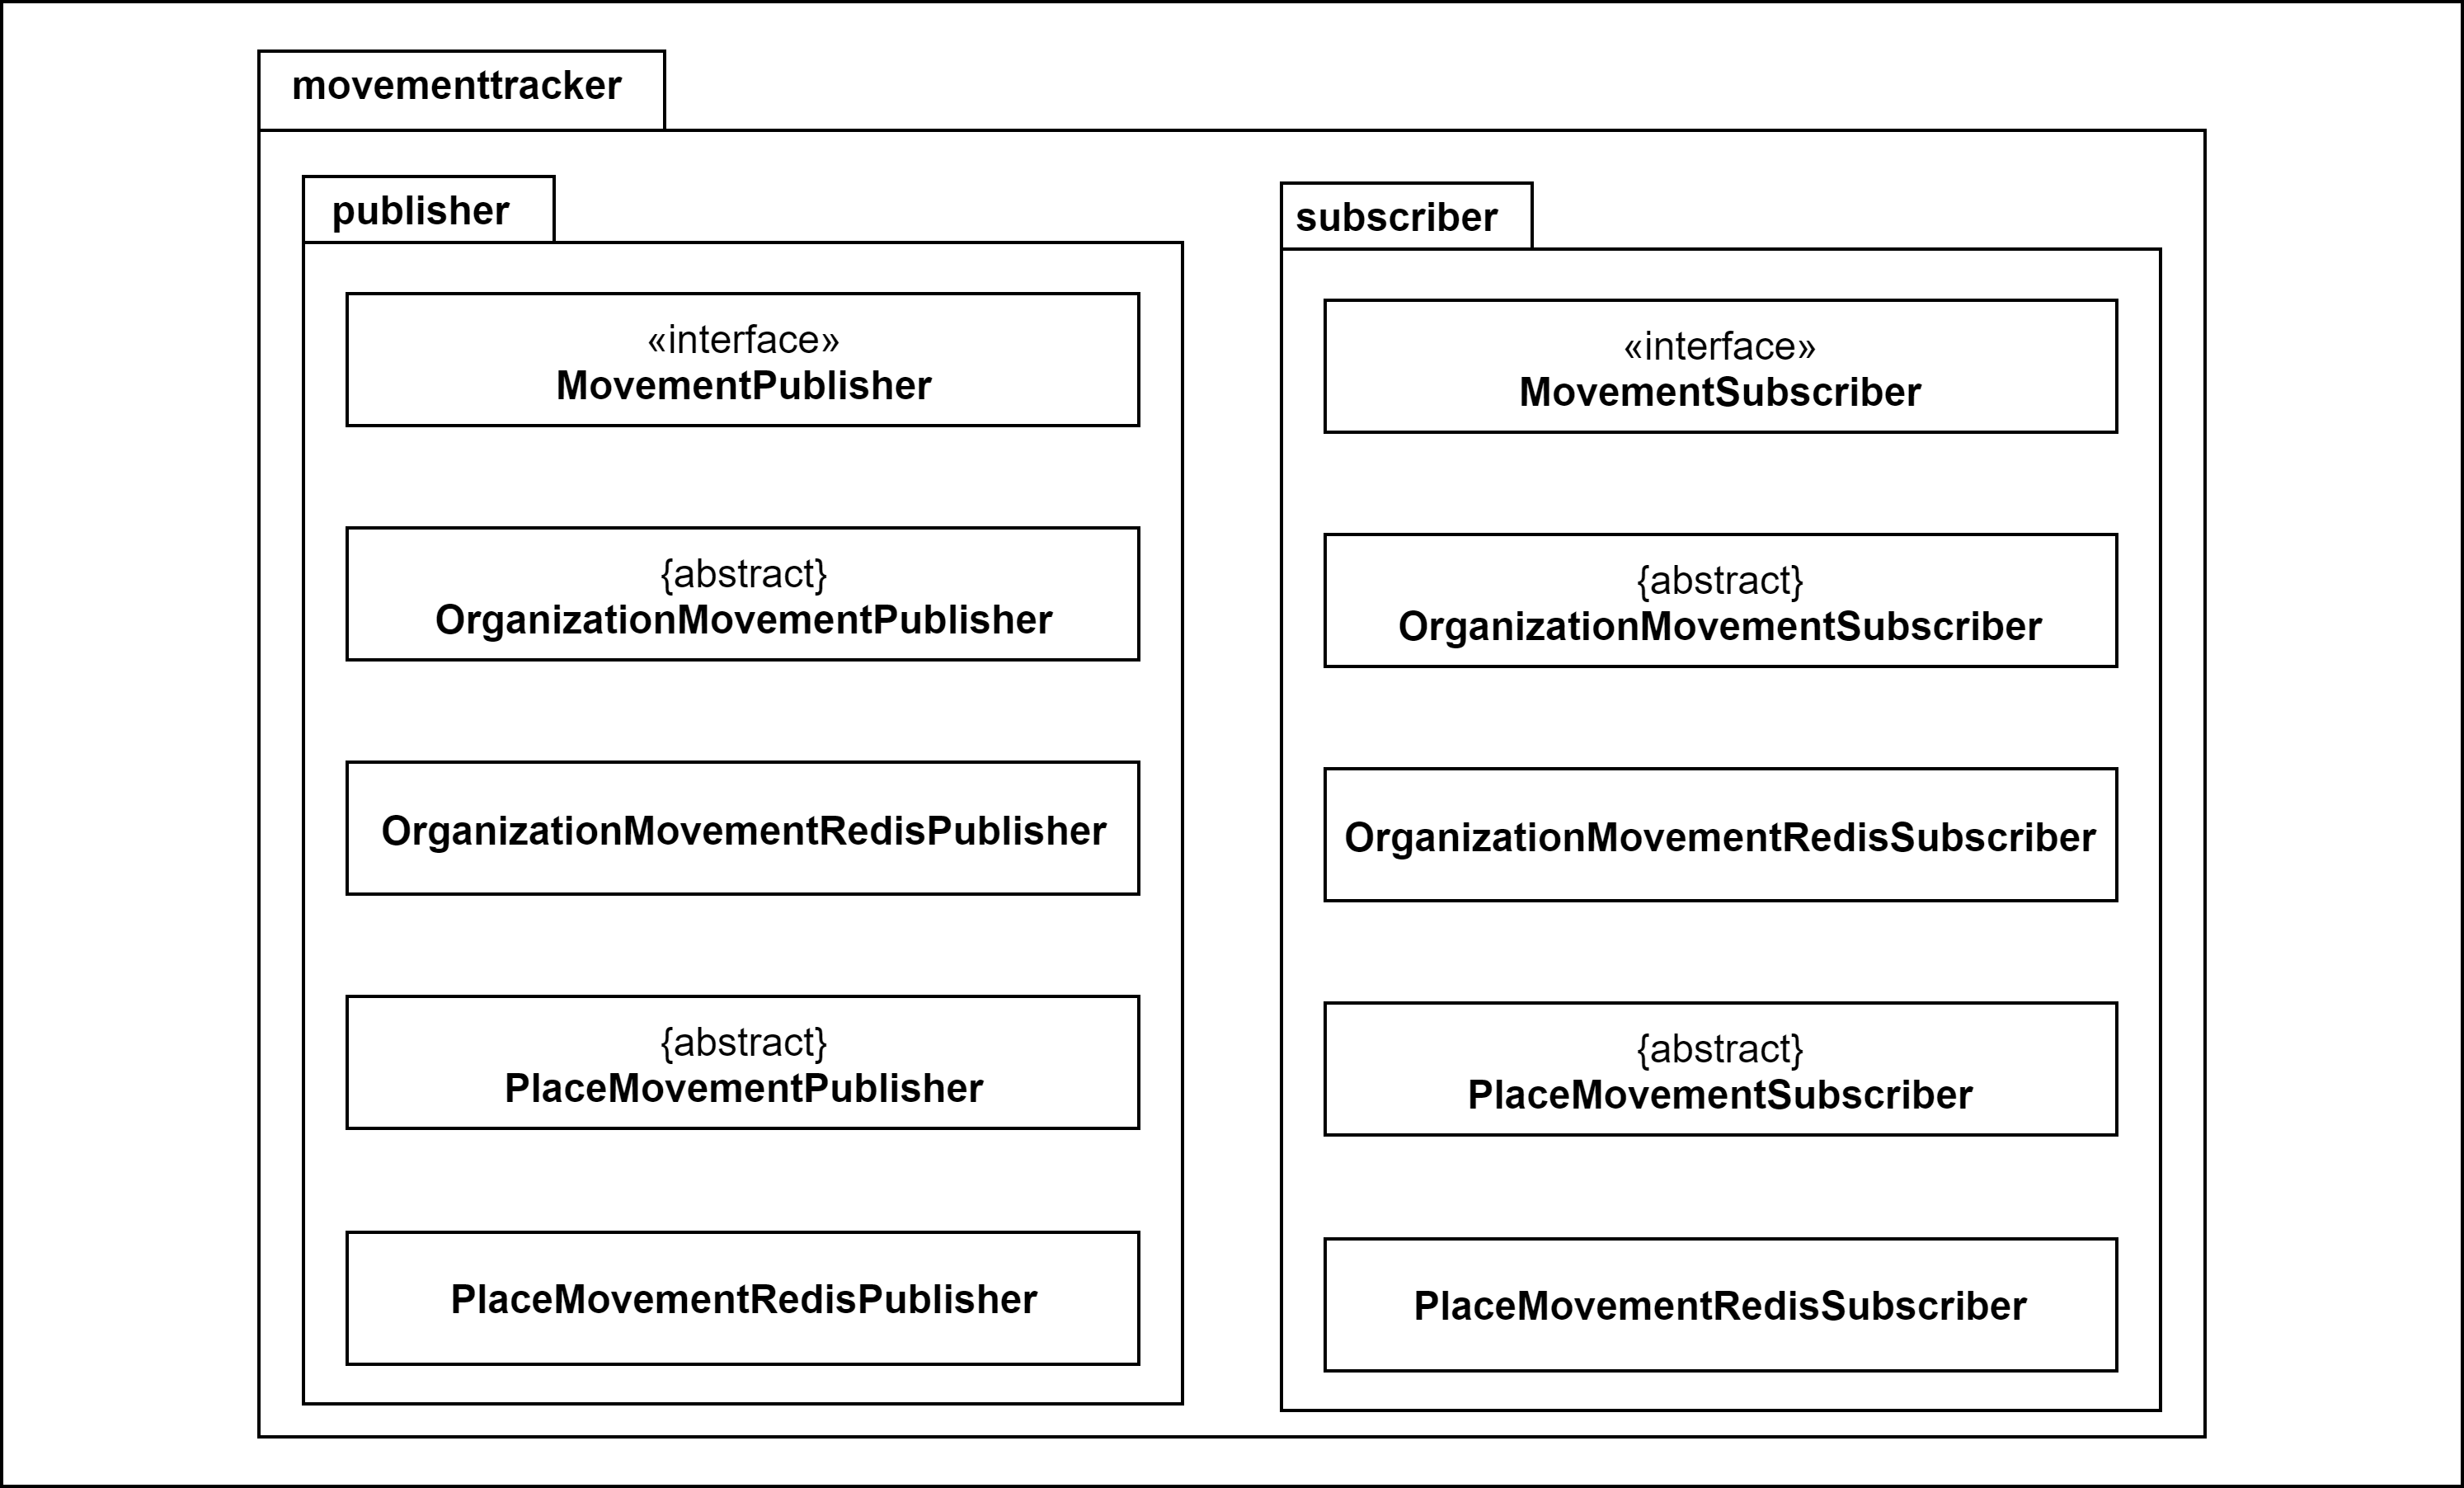 movementtracker
publisher
«interface»
MovementPublisher
{abstract}
OrganizationMovementPublisher
OrganizationMovementRedisPublisher
{abstract}
PlaceMovementPublisher
PlaceMovementRedisPublisher
subscriber
«interface»
MovementSubscriber
{abstract}
OrganizationMovementSubscriber
OrganizationMovementRedisSubscriber
{abstract}
PlaceMovementSubscriber
PlaceMovementRedisSubscriber